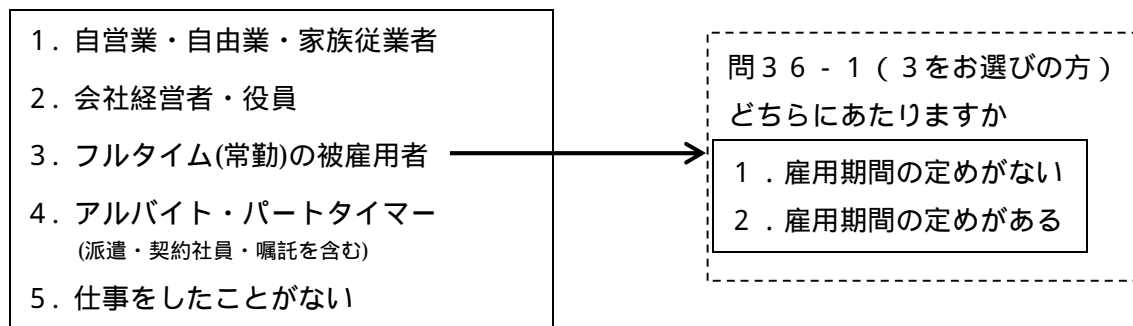 1. 自営業・自由業・家族従業者
2. 会社経営者・役員
3. フルタイム(常勤)の被雇用者
4. アルバイト・パートタイマー
(派遣・契約社員・嘱託を含む)
5. 仕事をしたことがない
問36-1(3をお選びの方)
どちらにあたりますか
1.雇用期間の定めがない
2.雇用期間の定めがある